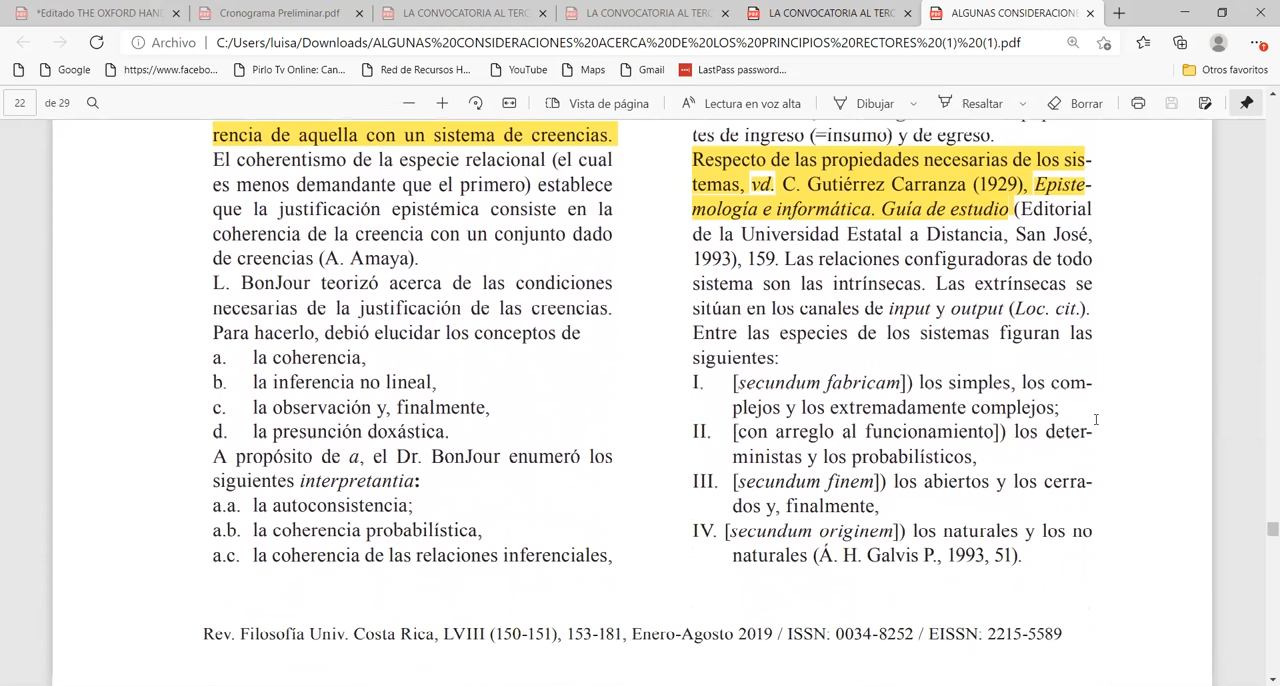 *Editado THE OXFORD HAN
Cronograma Preliminar.pdf
LA CONVOCATORIA AL TERC
LA CONVOCATORIA AL TERC
LA CONVOCATORIA AL TERC
ALGUNAS CONSIDERACIONE
Archivo
C:/Users/luisa/Downloads/ALGUNAS%20CONSIDERACIONES%20ACERCA%20DE%20LOS%20PRINCIPIOS%20RECTORES%20(1)%20(1).pdf
Google
https://www.facebo...
Pirlo Tv Online: Can...
Red de Recursos H...
YouTube
Maps
Gmail
LastPass password...
Otros favoritos
22 de 29
Vista de página
Lectura en voz alta
Dibujar
Resaltar
Borrar
rencia de aquella con un sistema de creencias.
El coherentismo de la especie relacional (el cual
es menos demandante que el primero) establece
que la justificación epistémica consiste en la
coherencia de la creencia con un conjunto dado
de creencias (A. Amaya).
L. BonJour teorizó acerca de las condiciones
necesarias de la justificación de las creencias.
Para hacerlo, debió elucidar los conceptos de
a. la coherencia,
b. la inferencia no lineal,
c. la observación y, finalmente,
d. la presunción doxástica.
A propósito de a, el Dr. BonJour enumeró los
siguientes interpretantia:
a.a. la autoconsistencia;
a.b. la coherencia probabilística,
a.c. la coherencia de las relaciones inferenciales,
tes de ingreso (=insumo) y de egreso.
Respecto de las propiedades necesarias de los sis-
temas, vd. C. Gutiérrez Carranza (1929), Episte-
mología e informática. Guía de estudio (Editorial
de la Universidad Estatal a Distancia, San José,
1993), 159. Las relaciones configuradoras de todo
sistema son las intrínsecas. Las extrínsecas se
sitúan en los canales de input y output (Loc. cit.).
Entre las especies de los sistemas figuran las
siguientes:
I. [secundum fabricam]) los simples, los com-
plejos y los extremadamente complejos;
II. [con arreglo al funcionamiento]) los deter-
ministas y los probabilísticos,
III. [secundum finem]) los abiertos y los cerra-
dos y, finalmente,
IV. [secundum originem]) los naturales y los no
naturales (Á. H. Galvis P., 1993, 51).
Rev. Filosofía Univ. Costa Rica, LVIII (150-151), 153-181, Enero-Agosto 2019 / ISSN: 0034-8252 / EISSN: 2215-5589